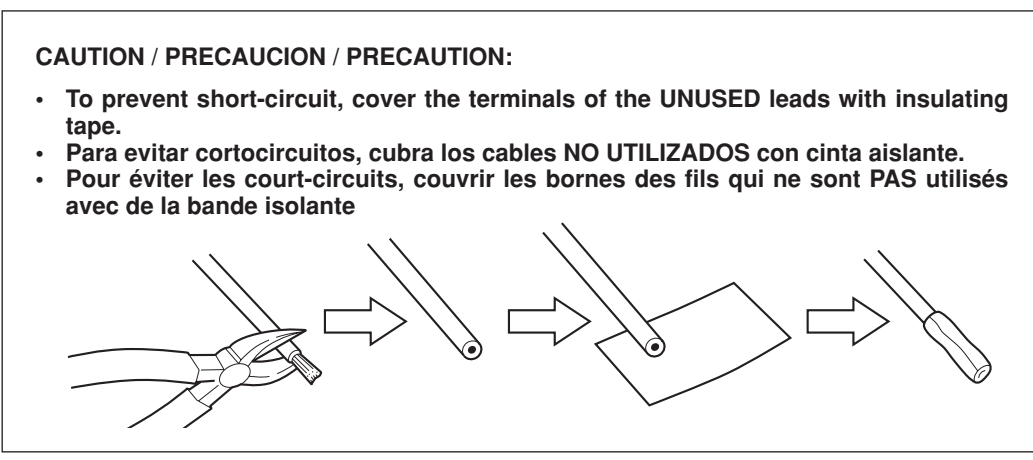 CAUTION / PRECAUCION / PRECAUTION:
• To prevent short-circuit, cover the terminals of the UNUSED leads with insulating
tape.
• Para evitar cortocircuitos, cubra los cables NO UTILIZADOS con cinta aislante.
• Pour éviter les court-circuits, couvrir les bornes des fils qui ne sont PAS utilisés
avec de la bande isolante